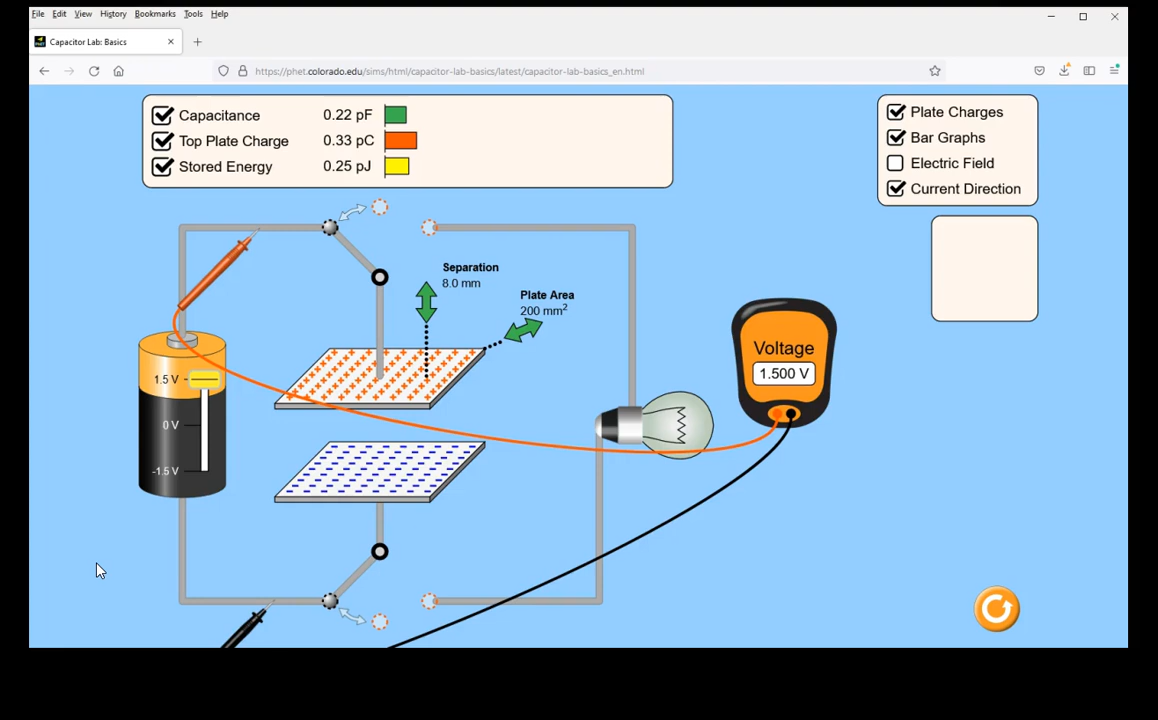 File Edit View History Bookmarks Tools Help
Capacitor Lab: Basics
https://phet.colorado.edu/sims/html/capacitor-lab-basics/latest/capacitor-lab-basics_en.html
Capacitance 0.22 pF
Top Plate Charge 0.33 pC
Stored Energy 0.25 pJ
Plate Charges
Bar Graphs
Electric Field
Current Direction
Separation
8.0 mm
Plate Area
200 mm²
Voltage
1.500 V
1.5 V
0 V
-1.5 V